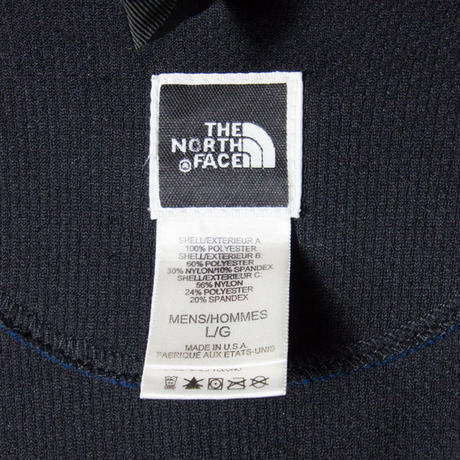 THE
NORTH
FACE
SHELL/EXTERIEUR A:
100% POLYESTER
SHELL/EXTERIEUR B:
60% POLYESTER
30% NYLON/10% SPANDEX
SHELL/EXTERIEUR C:
56% NYLON
24% POLYESTER
20% SPANDEX
MENS/HOMMES
L/G
MADE IN U.S.A.
FABRIQUÉ AUX ETATS-UNIS